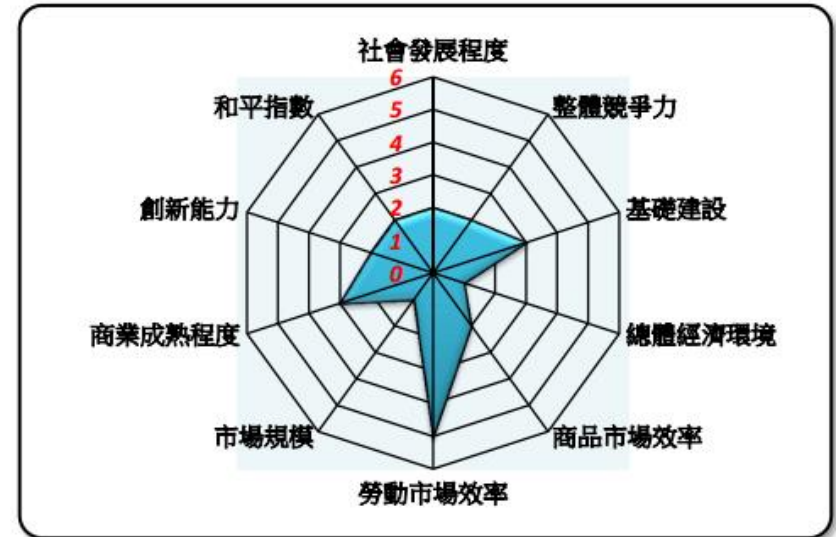 社會發展程度
整體競爭力
基礎建設
總體經濟環境
商品市場效率
勞動市場效率
市場規模
商業成熟程度
創新能力
和平指數
6
5
4
3
2
1
0